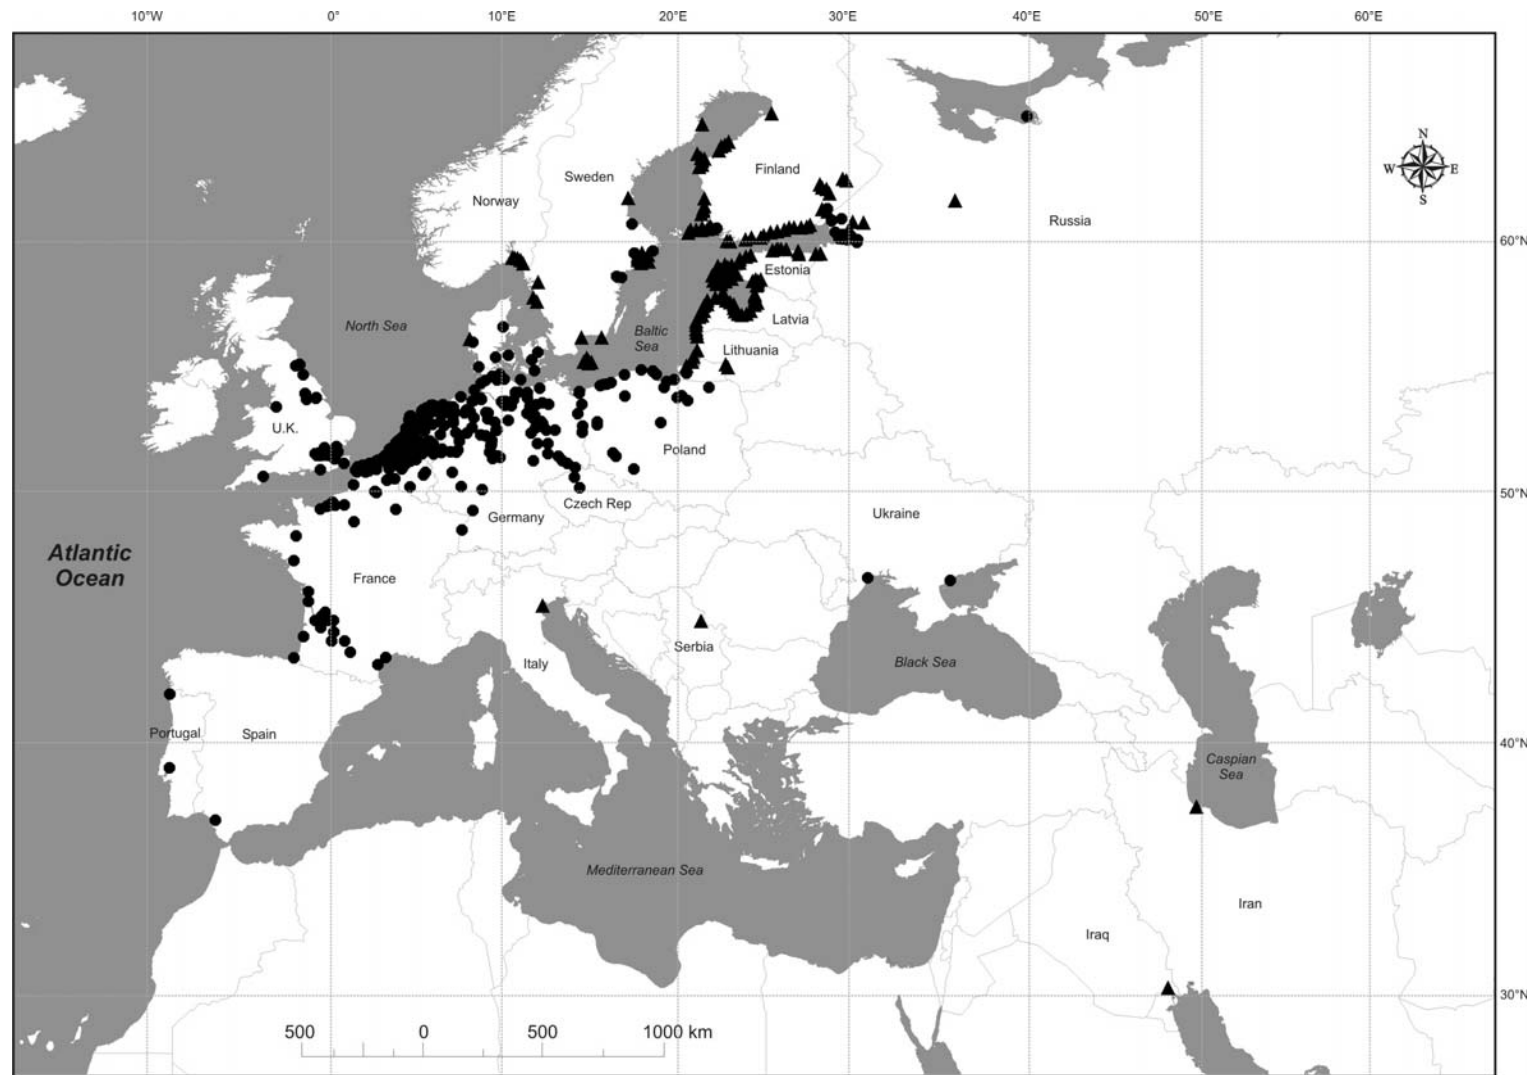 10°W 0° 10°E 20°E 30°E 40°E 50°E 60°E
N
W E
S
Finland
Sweden
Norway
Russia
60°N
Estonia
North Sea
Latvia
Baltic
Sea
Lithuania
U.K.
Poland
50°N
Czech Rep
Germany
Ukraine
Atlantic
Ocean
France
Serbia
Italy
Black Sea
Portugal
Spain
40°N
Caspian
Sea
Mediterranean Sea
Iran
Iraq
30°N
500 0 500 1000 km